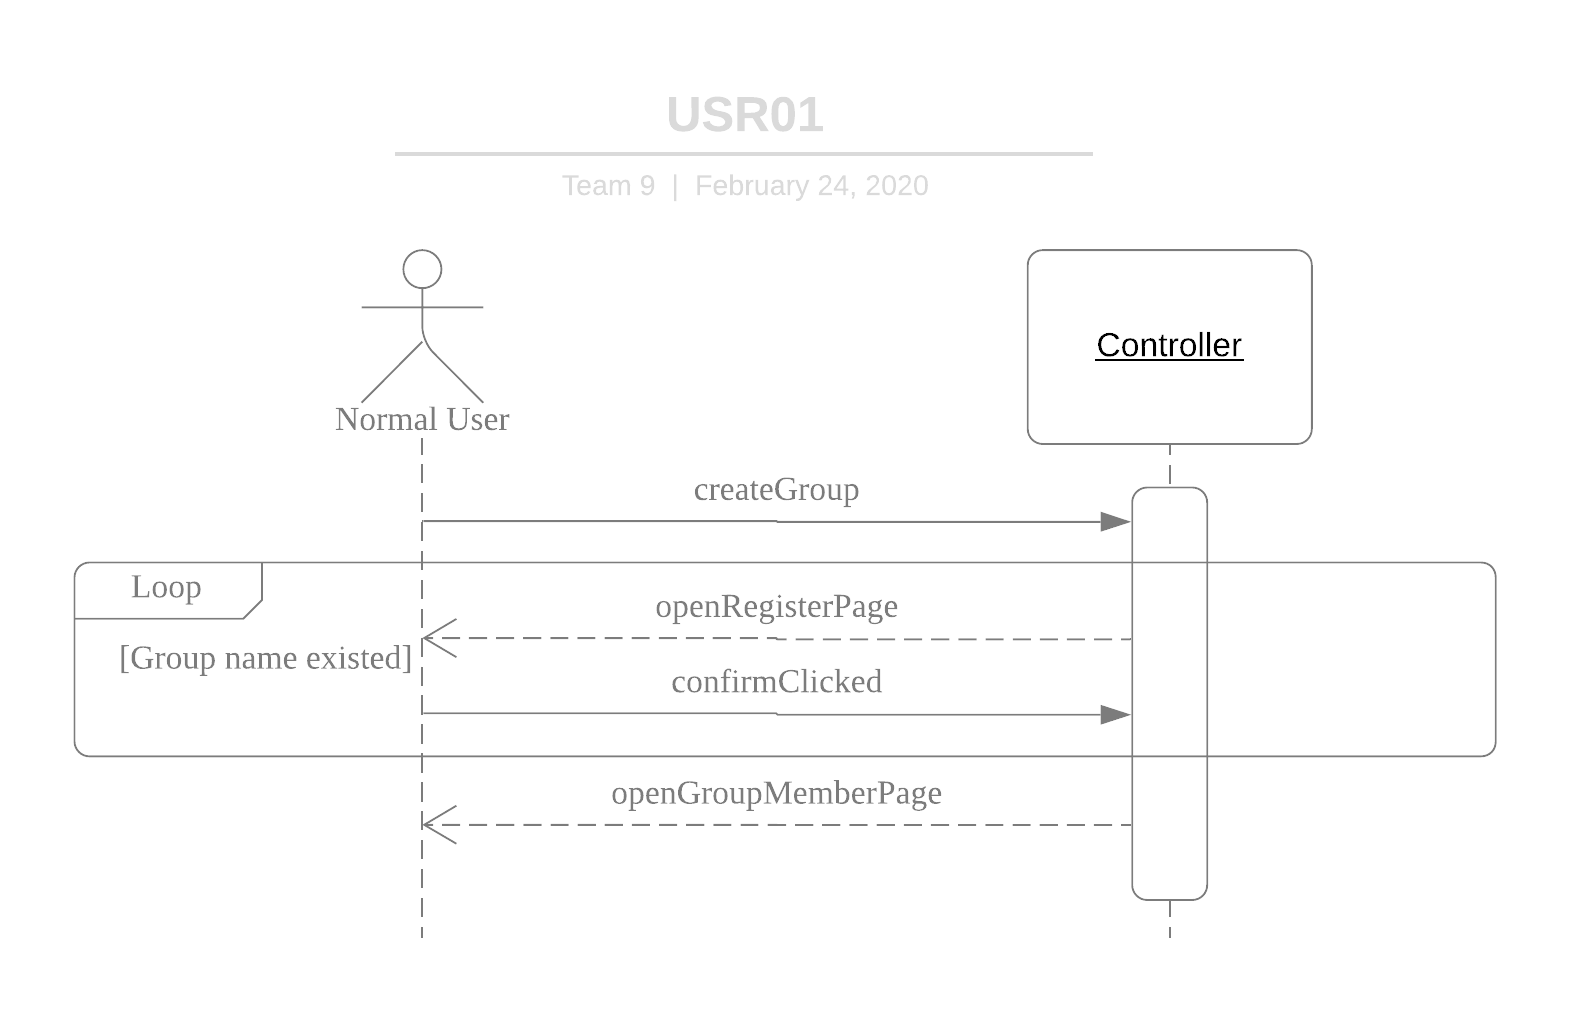 USR01
Team 9 | February 24, 2020
Normal User
Controller
createGroup
Loop
openRegisterPage
[Group name existed]
confirmClicked
openGroupMemberPage